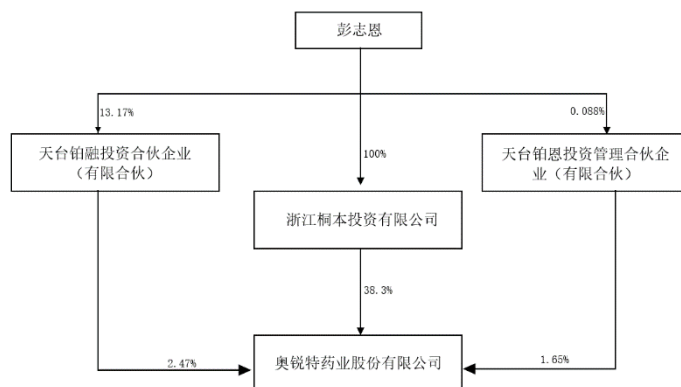 彭志恩
13.17%
0.088%
天台铂融投资合伙企业
（有限合伙）
100%
天台铂恩投资管理合伙企
业（有限合伙）
浙江桐本投资有限公司
38.3%
2.47%
奥锐特药业股份有限公司
1.65%